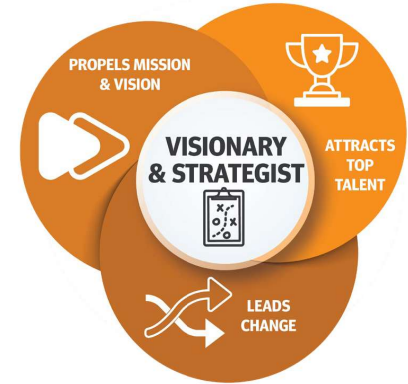 PROPELS MISSION
& VISION
ATTRACTS
TOP
TALENT
VISIONARY
& STRATEGIST
LEADS
CHANGE